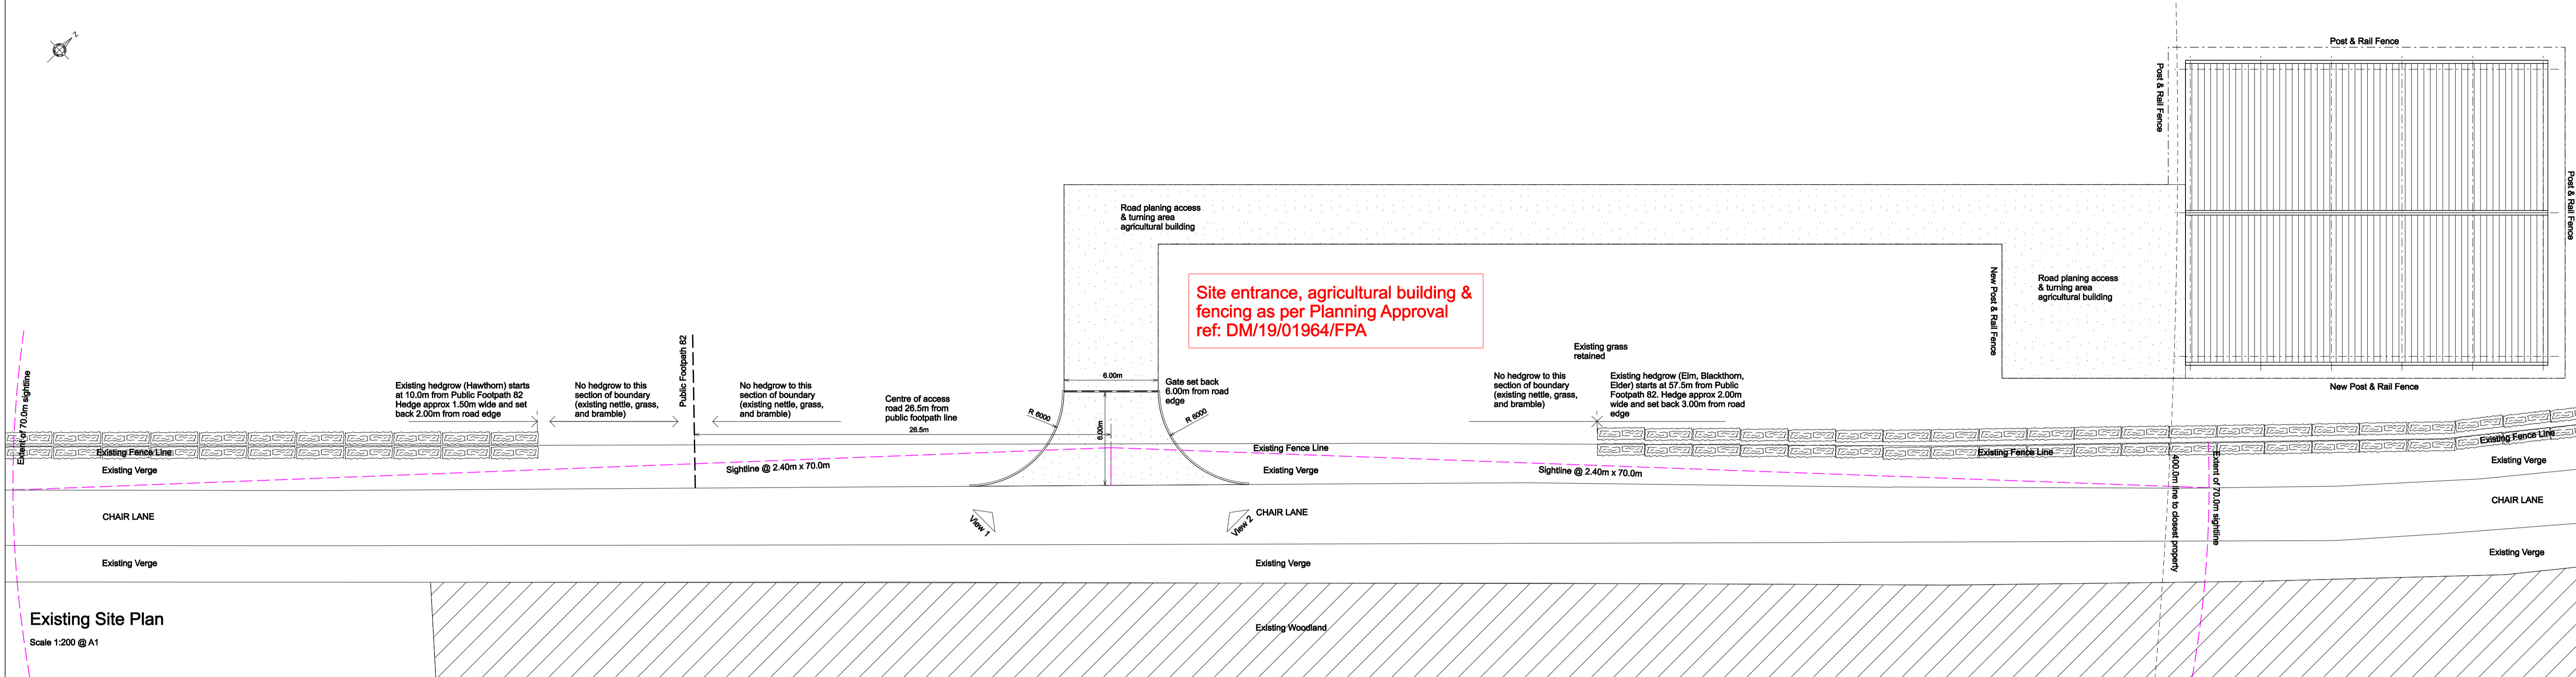 Z
Post & Rail Fence
Post & Rail Fence
Post & Rail Fence
Road planing access
& turning area
agricultural building
Site entrance, agricultural building &
fencing as per Planning Approval
ref: DM/19/01964/FPA
New Post & Rail Fence
Road planing access
& turning area
agricultural building
New Post & Rail Fence
Extent of 70.0m sightline
Existing hedgrow (Hawthorn) starts
at 10.0m from Public Footpath 82
Hedge approx 1.50m wide and set
back 2.00m from road edge
No hedgrow to this
section of boundary
(existing nettle, grass,
and bramble)
Public Footpath 82
No hedgrow to this
section of boundary
(existing nettle, grass,
and bramble)
Centre of access
road 26.5m from
public footpath line
26.5m
R 6000
6.00m
6.00m
Gate set back
6.00m from road
edge
R 6000
No hedgrow to this
section of boundary
(existing nettle, grass,
and bramble)
Existing grass
retained
Existing hedgrow (Elm, Blackthorn,
Elder) starts at 57.5m from Public
Footpath 82. Hedge approx 2.00m
wide and set back 3.00m from road
edge
Existing Fence Line
Existing Verge
Sightline @ 2.40m x 70.0m
Existing Fence Line
Existing Verge
Sightline @ 2.40m x 70.0m
Existing Fence Line
Existing Fence Line
Existing Verge
400.0m line to closest property
Extent of 70.0m sightline
CHAIR LANE
View 1
View 2
CHAIR LANE
CHAIR LANE
Existing Verge
Existing Verge
Existing Verge
Existing Site Plan
Scale 1:200 @ A1
Existing Woodland